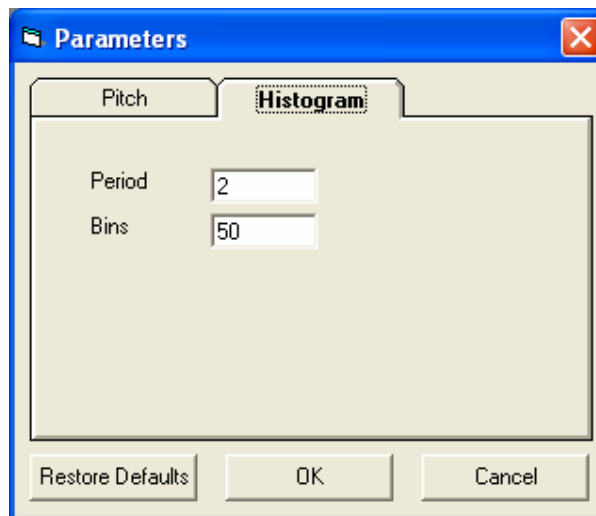 Parameters
Pitch Histogram
Period 2
Bins 50
Restore Defaults OK Cancel